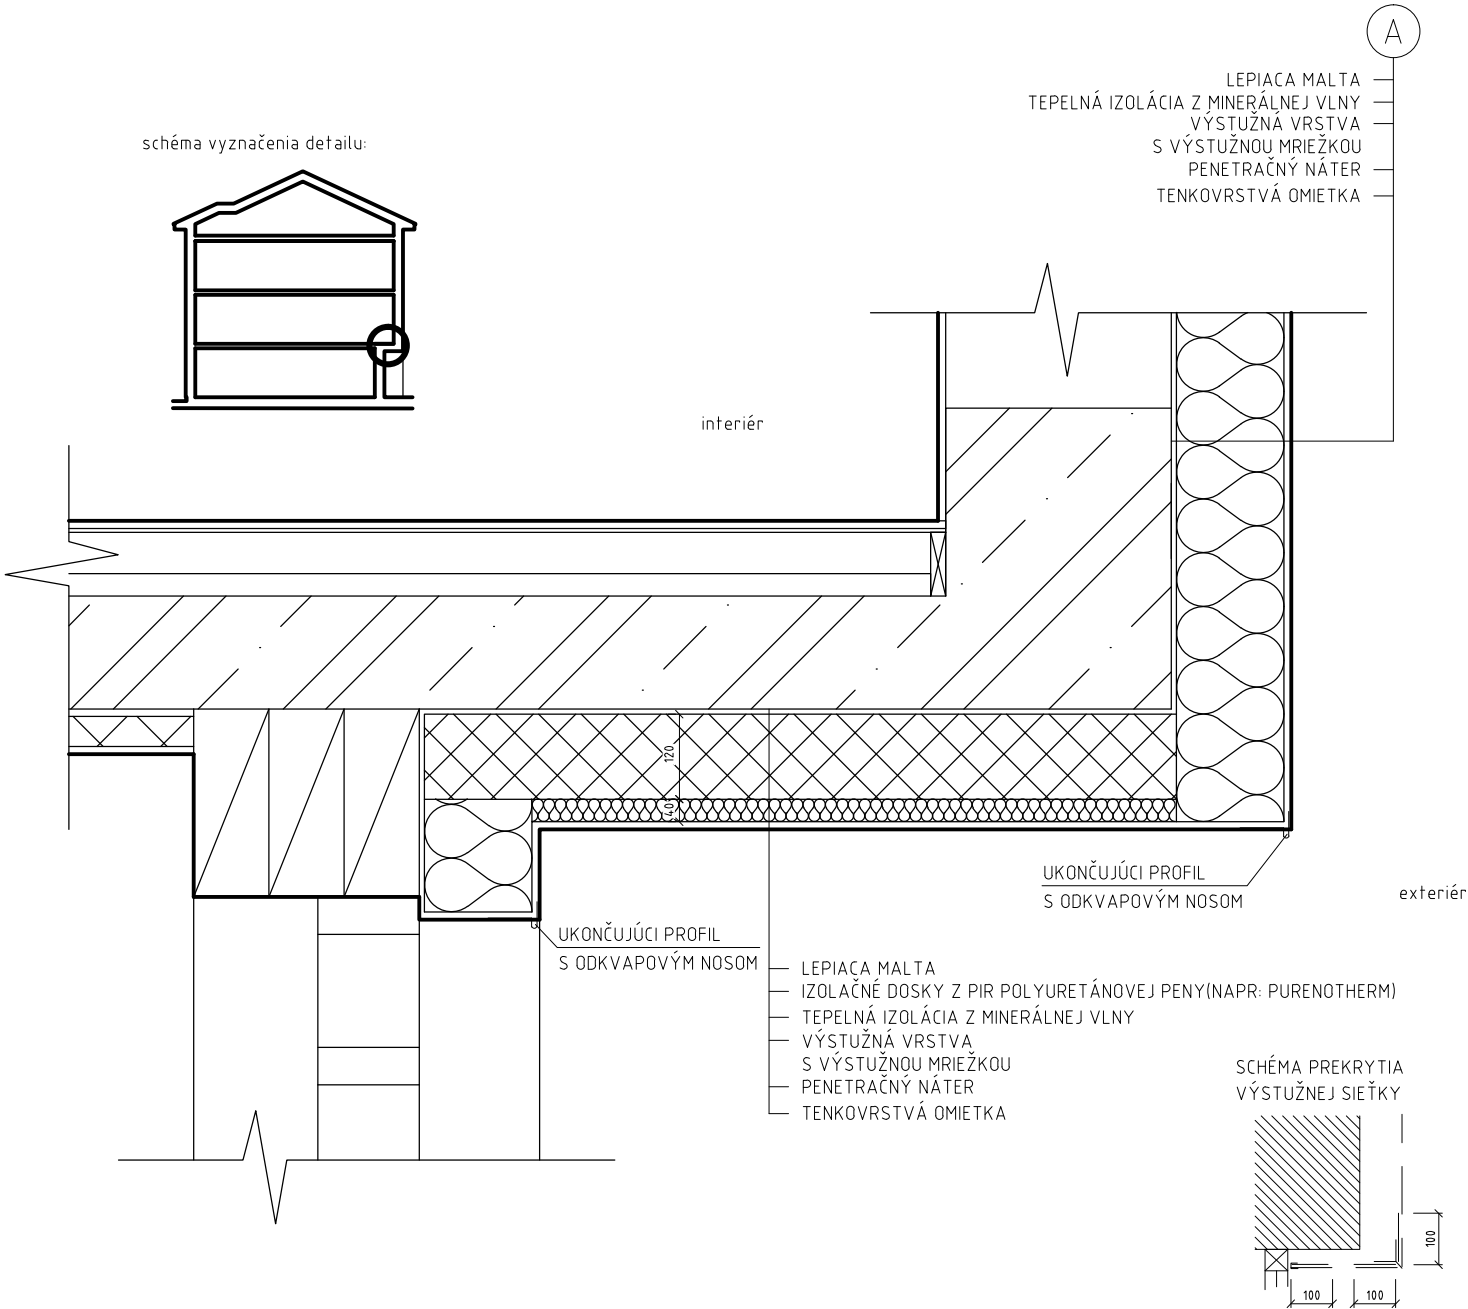 A
LEPIACA MALTA
TEPELNÁ IZOLÁCIA Z MINERÁLNEJ VLNY
VÝSTUŽNÁ VRSTVA
S VÝSTUŽNOU MRIEŽKOU
PENETRAČNÝ NÁTER
TENKOVRSTVÁ OMIETKA
schéma vyznačenia detailu:
interiér
120
40
UKONČUJÚCI PROFIL
S ODKVAPOVÝM NOSOM
exteriér
UKONČUJÚCI PROFIL
S ODKVAPOVÝM NOSOM
LEPIACA MALTA
IZOLAČNÉ DOSKY Z PIR POLYURETÁNOVEJ PENY(NAPR: PURENOTHERM)
TEPELNÁ IZOLÁCIA Z MINERÁLNEJ VLNY
VÝSTUŽNÁ VRSTVA
S VÝSTUŽNOU MRIEŽKOU
PENETRAČNÝ NÁTER
TENKOVRSTVÁ OMIETKA
SCHÉMA PREKRYTIA
VÝSTUŽNEJ SIEŤKY
100
100
100